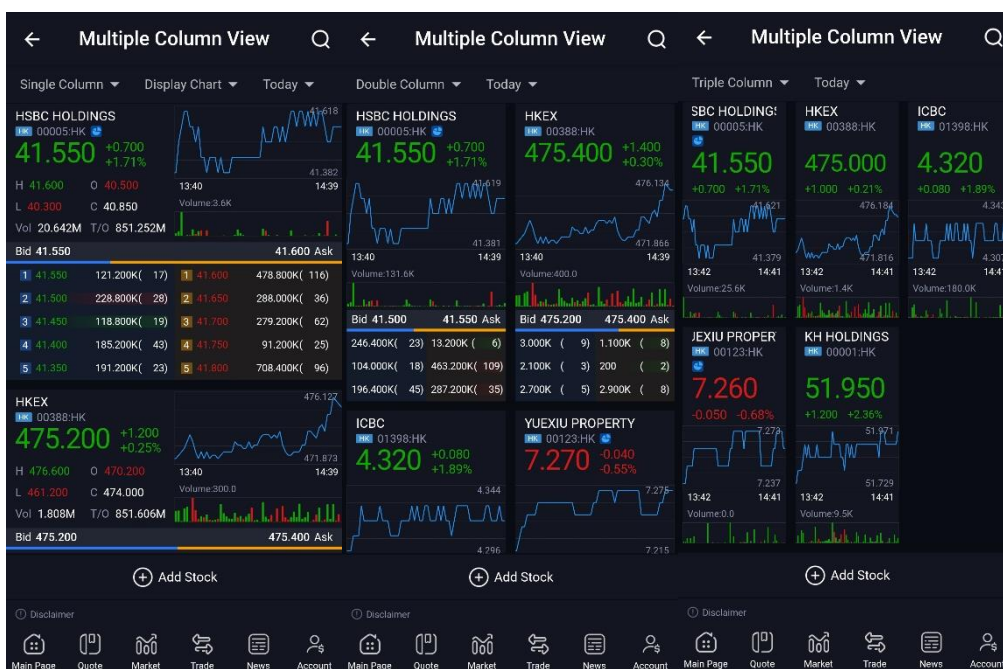 Multiple Column View
Single Column Display Chart Today
HSBC HOLDINGS
HK 00005:HK
41.550 +0.700
+1.71%
41.618
41.382
H 41.600 O 40.500
L 40.300 C 40.850
Vol 20.642M T/O 851.252M
13:40 14:39
Volume:3.6K
Bid 41.550 41.600 Ask
1 41.550 121.200K( 17) 1 41.600 478.800K( 116)
2 41.500 228.800K( 28) 2 41.650 288.000K( 36)
3 41.450 118.800K( 19) 3 41.700 279.200K( 62)
4 41.400 185.200K( 43) 4 41.750 91.200K( 25)
5 41.350 191.200K( 23) 5 41.800 708.400K( 96)
HKEX
HK 00388:HK
475.200 +1.200
+0.25%
476.127
471.873
H 476.600 O 470.200
L 461.200 C 474.000
Vol 1.808M T/O 851.606M
13:40 14:39
Volume:300.0
Bid 475.200 475.400 Ask
Add Stock
Disclaimer
Main Page Quote Market Trade News Account
Multiple Column View
Double Column Today
HSBC HOLDINGS
HK 00005:HK
41.550 +0.700
+1.71%
41.619
41.381
13:40 14:39
Volume:131.6K
Bid 41.500 41.550 Ask
246.400K( 23) 13.200K ( 6)
104.000K( 18) 463.200K( 109)
196.400K( 45) 287.200K( 35)
HKEX
HK 00388:HK
475.400 +1.400
+0.30%
476.134
471.866
13:40 14:39
Volume:400.0
Bid 475.200 475.400 Ask
3.000K ( 9) 1.100K ( 8)
2.100K ( 3) 200 ( 2)
2.700K ( 5) 2.900K ( 8)
ICBC
HK 01398:HK
4.320 +0.080
+1.89%
4.344
4.296
YUEXIU PROPERTY
HK 00123:HK
7.270 -0.040
-0.55%
7.275
7.215
Add Stock
Disclaimer
Main Page Quote Market Trade News Account
Multiple Column View
Triple Column Today
SBC HOLDINGS
HK 00005:HK
41.550
+0.700 +1.71%
41.621
41.379
13:42 14:41
Volume:25.6K
HKEX
HK 00388:HK
475.000
+1.000 +0.21%
476.184
471.816
13:42 14:41
Volume:1.4K
ICBC
HK 01398:HK
4.320
+0.080 +1.89%
4.343
4.307
13:42 14:41
Volume:180.0K
UEXIU PROPER
HK 00123:HK
7.260
-0.050 -0.68%
7.273
7.237
13:42 14:41
Volume:0.0
KH HOLDINGS
HK 00001:HK
51.950
+1.200 +2.36%
51.971
51.729
13:42 14:41
Volume:9.5K
Add Stock
Disclaimer
Main Page Quote Market Trade News Account